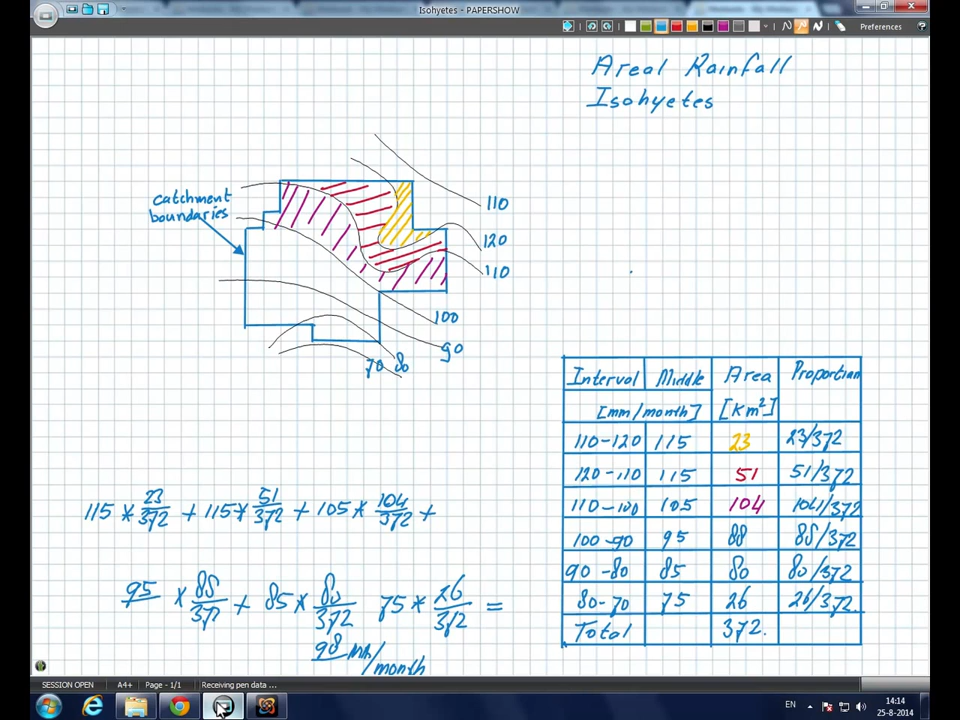 Isohyetes - PAPERSHOW
Preferences
Areal Rainfall
Isohyetes
catchment
boundaries
110
120
110
100
90
70 80
Interval Middle Area Proportion
[mm/month] [Km²]
110-120 115 23 23/372
120-110 115 51 51/372
110-100 105 104 104/372
100-90 95 88 88/372
90-80 85 80 80/372
80-70 75 26 26/372.
Total 372.
115 * 23/372 + 115 * 51/372 + 105 * 104/372 +
95 * 88/372 + 85 * 80/372 75 * 26/372 =
98 mm/month
SESSION OPEN A4+ Page - 1/1 Receiving pen data ...
EN 14:14
25-8-2014